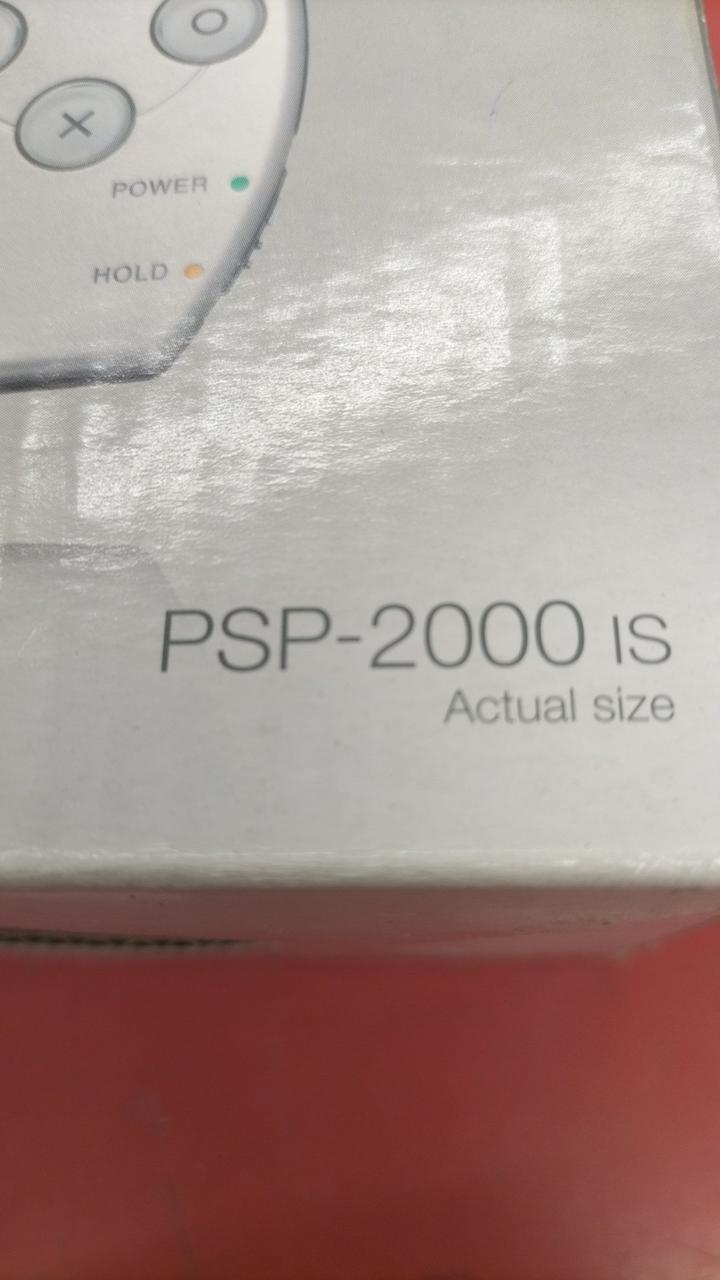 POWER
HOLD
PSP-2000 IS
Actual size